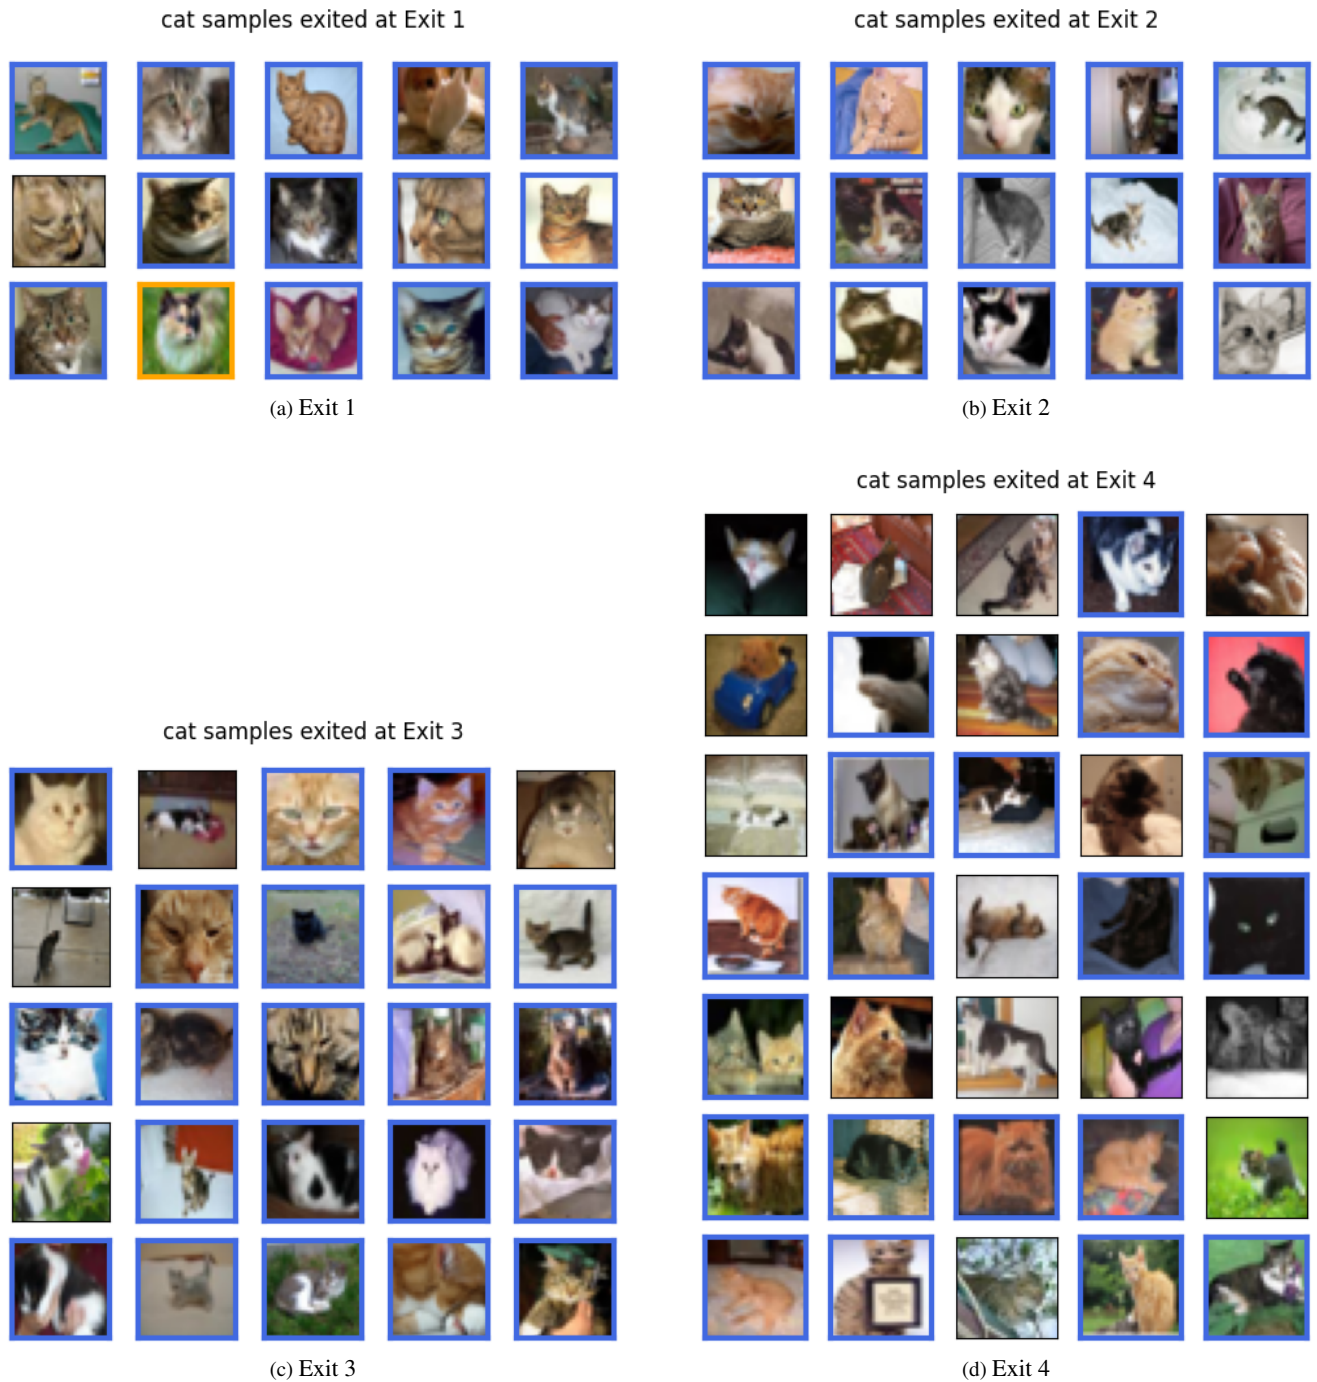 cat samples exited at Exit 1
cat samples exited at Exit 2
(a) Exit 1
(b) Exit 2
cat samples exited at Exit 4
cat samples exited at Exit 3
(c) Exit 3
(d) Exit 4